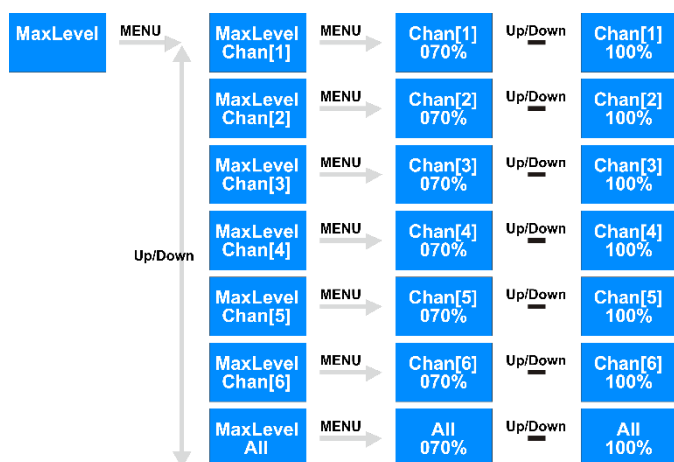 MaxLevel
MENU
MaxLevel
Chan[1]
MENU
Chan[1]
070%
Up/Down
Chan[1]
100%
MaxLevel
Chan[2]
MENU
Chan[2]
070%
Up/Down
Chan[2]
100%
MaxLevel
Chan[3]
MENU
Chan[3]
070%
Up/Down
Chan[3]
100%
Up/Down
MaxLevel
Chan[4]
MENU
Chan[4]
070%
Up/Down
Chan[4]
100%
MaxLevel
Chan[5]
MENU
Chan[5]
070%
Up/Down
Chan[5]
100%
MaxLevel
Chan[6]
MENU
Chan[6]
070%
Up/Down
Chan[6]
100%
MaxLevel
All
MENU
All
070%
Up/Down
All
100%